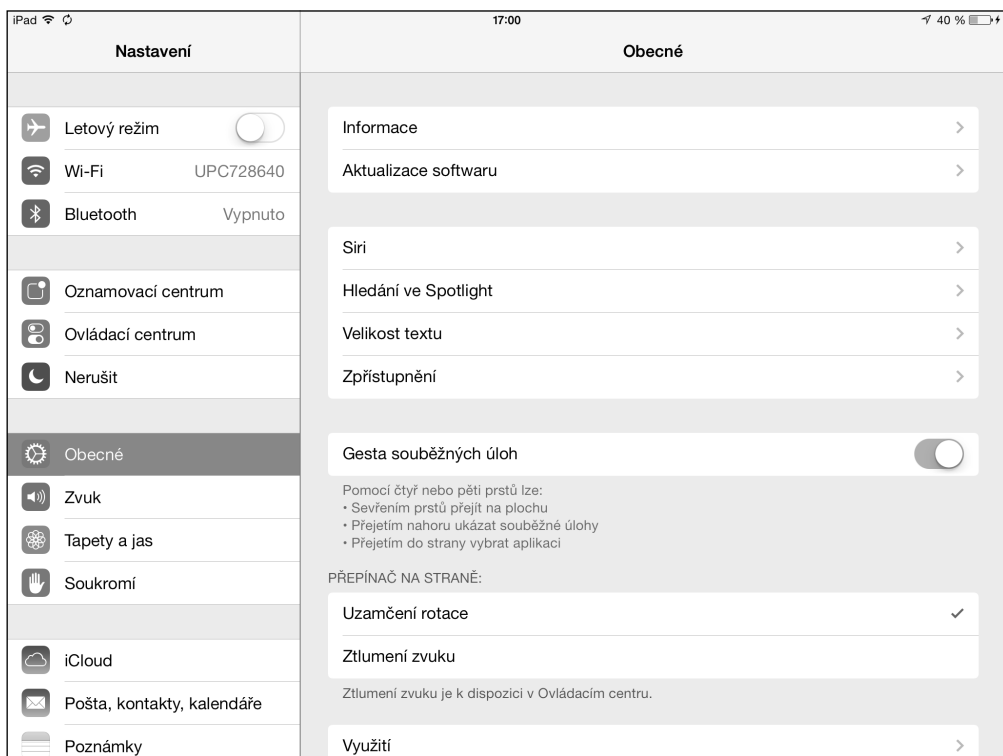 iPad
17:00
40 %
Nastavení
Obecné
Letový režim
Wi-Fi UPC728640
Bluetooth Vypnuto
Oznamovací centrum
Ovládací centrum
Nerušit
Obecné
Zvuk
Tapety a jas
Soukromí
iCloud
Pošta, kontakty, kalendáře
Poznámky
Informace
Aktualizace softwaru
Siri
Hledání ve Spotlight
Velikost textu
Zpřístupnění
Gesta souběžných úloh
Pomocí čtyř nebo pěti prstů lze:
• Sevřením prstů přejít na plochu
• Přejetím nahoru ukázat souběžné úlohy
• Přejetím do strany vybrat aplikaci
PŘEPÍNAČ NA STRANĚ:
Uzamčení rotace
Ztlumení zvuku
Ztlumení zvuku je k dispozici v Ovládacím centru.
Využití